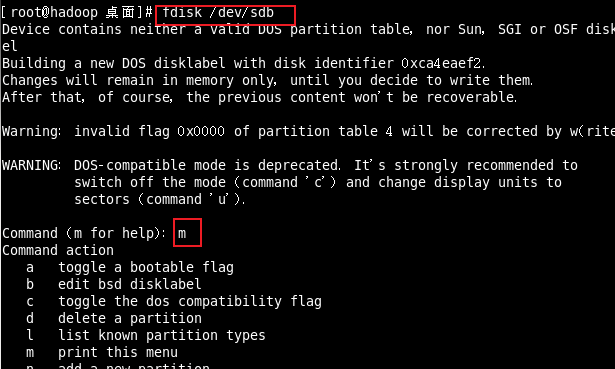 [root@hadoop 桌面]# fdisk /dev/sdb
Device contains neither a valid DOS partition table, nor Sun, SGI or OSF disk
el
Building a new DOS disklabel with disk identifier 0xca4eaef2.
Changes will remain in memory only, until you decide to write them.
After that, of course, the previous content won't be recoverable.
Warning: invalid flag 0x0000 of partition table 4 will be corrected by w(rite
WARNING: DOS-compatible mode is deprecated. It's strongly recommended to
switch off the mode (command 'c') and change display units to
sectors (command 'u').
Command (m for help): m
Command action
a   toggle a bootable flag
b   edit bsd disklabel
c   toggle the dos compatibility flag
d   delete a partition
l   list known partition types
m   print this menu
n   add a new partition